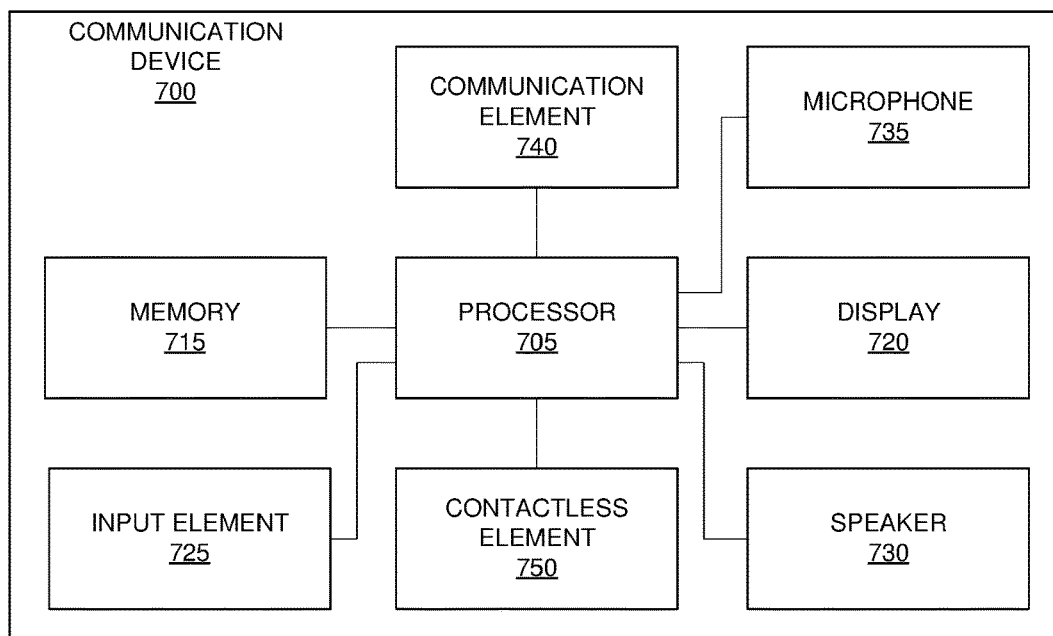 COMMUNICATION
DEVICE
700
COMMUNICATION
ELEMENT
740
MICROPHONE
735
MEMORY
715
PROCESSOR
705
DISPLAY
720
INPUT ELEMENT
725
CONTACTLESS
ELEMENT
750
SPEAKER
730